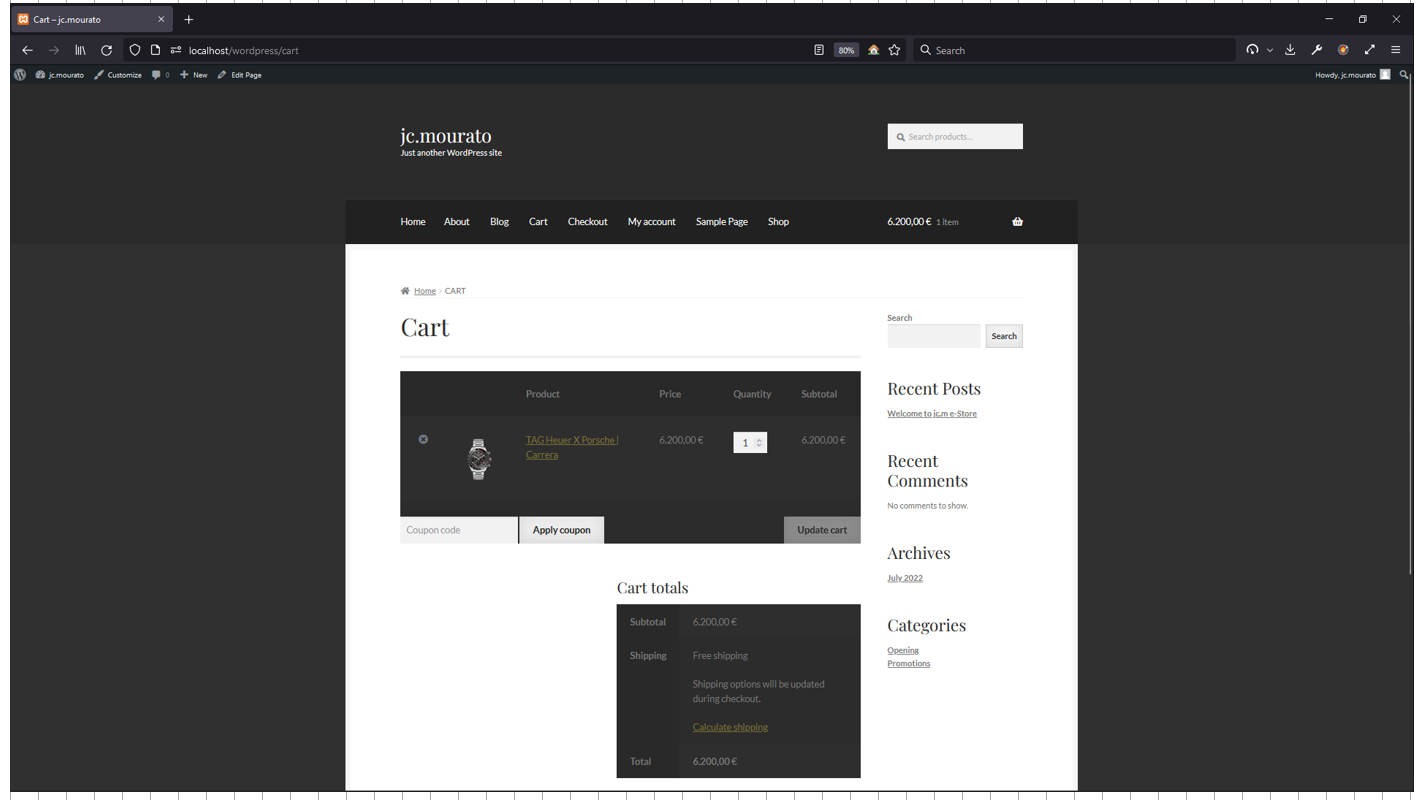 Cart – jc.mourato
localhost/wordpress/cart
80%
Search
jc.mourato
Customize
0
New
Edit Page
Howdy, jc.mourato
jc.mourato
Just another WordPress site
Search products…
Home
About
Blog
Cart
Checkout
My account
Sample Page
Shop
6.200,00 € 1 item
Home
CART
Cart
Product
Price
Quantity
Subtotal
TAG Heuer X Porsche |
Carrera
6.200,00 €
1
6.200,00 €
Coupon code
Apply coupon
Update cart
Cart totals
Subtotal
6.200,00 €
Shipping
Free shipping
Shipping options will be updated
during checkout.
Calculate shipping
Total
6.200,00 €
Search
Search
Recent Posts
Welcome to jc.m e-Store
Recent
Comments
No comments to show.
Archives
July 2022
Categories
Opening
Promotions